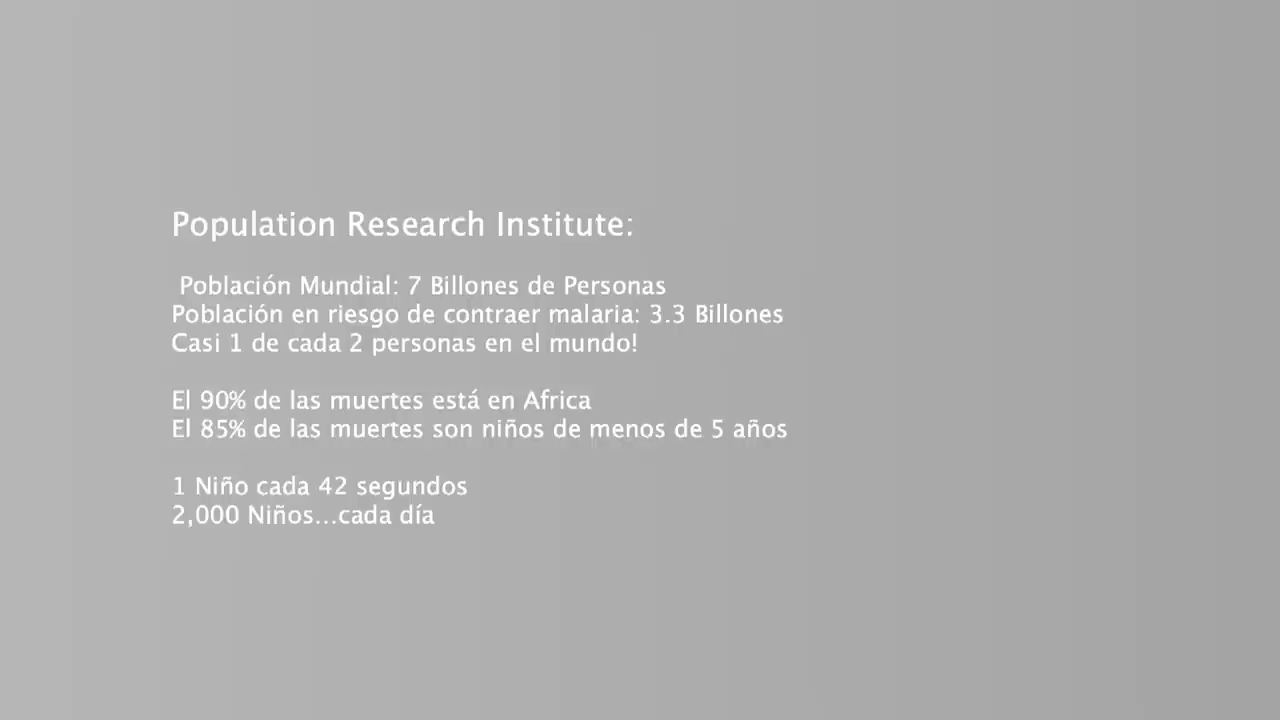 Population Research Institute:
Población Mundial: 7 Billones de Personas
Población en riesgo de contraer malaria: 3.3 Billones
Casi 1 de cada 2 personas en el mundo!
El 90% de las muertes está en Africa
El 85% de las muertes son niños de menos de 5 años
1 Niño cada 42 segundos
2,000 Niños...cada día